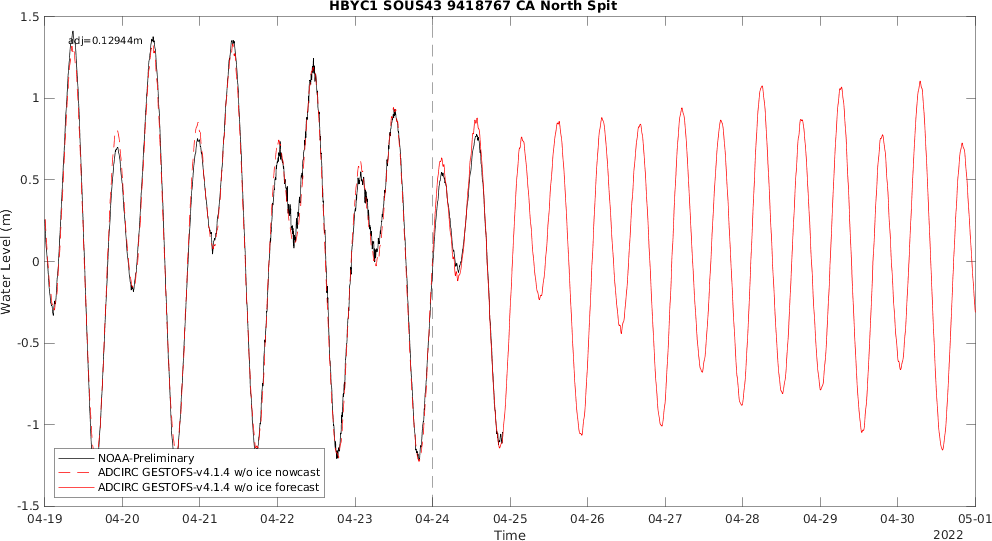 HBYC1 SOUS43 9418767 CA North Spit
adj=0.12944m
1.5
1
0.5
0
-0.5
-1
-1.5
Water Level (m)
NOAA-Preliminary
ADCIRC GESTOFS-v4.1.4 w/o ice nowcast
ADCIRC GESTOFS-v4.1.4 w/o ice forecast
04-19 04-20 04-21 04-22 04-23 04-24 04-25 04-26 04-27 04-28 04-29 04-30 05-01
Time
2022